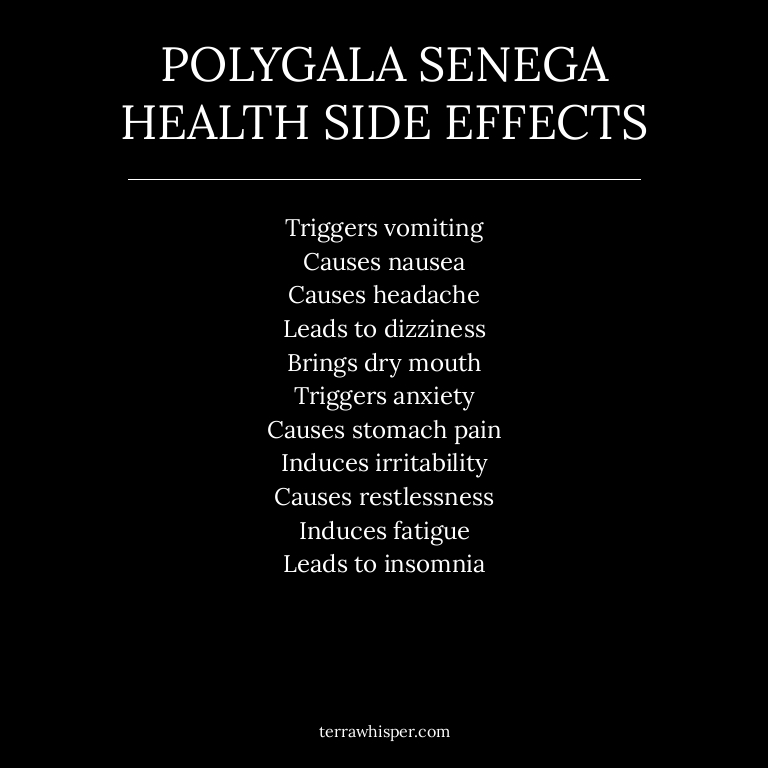 POLYGALA SENEGA
HEALTH SIDE EFFECTS
Triggers vomiting
Causes nausea
Causes headache
Leads to dizziness
Brings dry mouth
Triggers anxiety
Causes stomach pain
Induces irritability
Causes restlessness
Induces fatigue
Leads to insomnia
terrawhisper.com